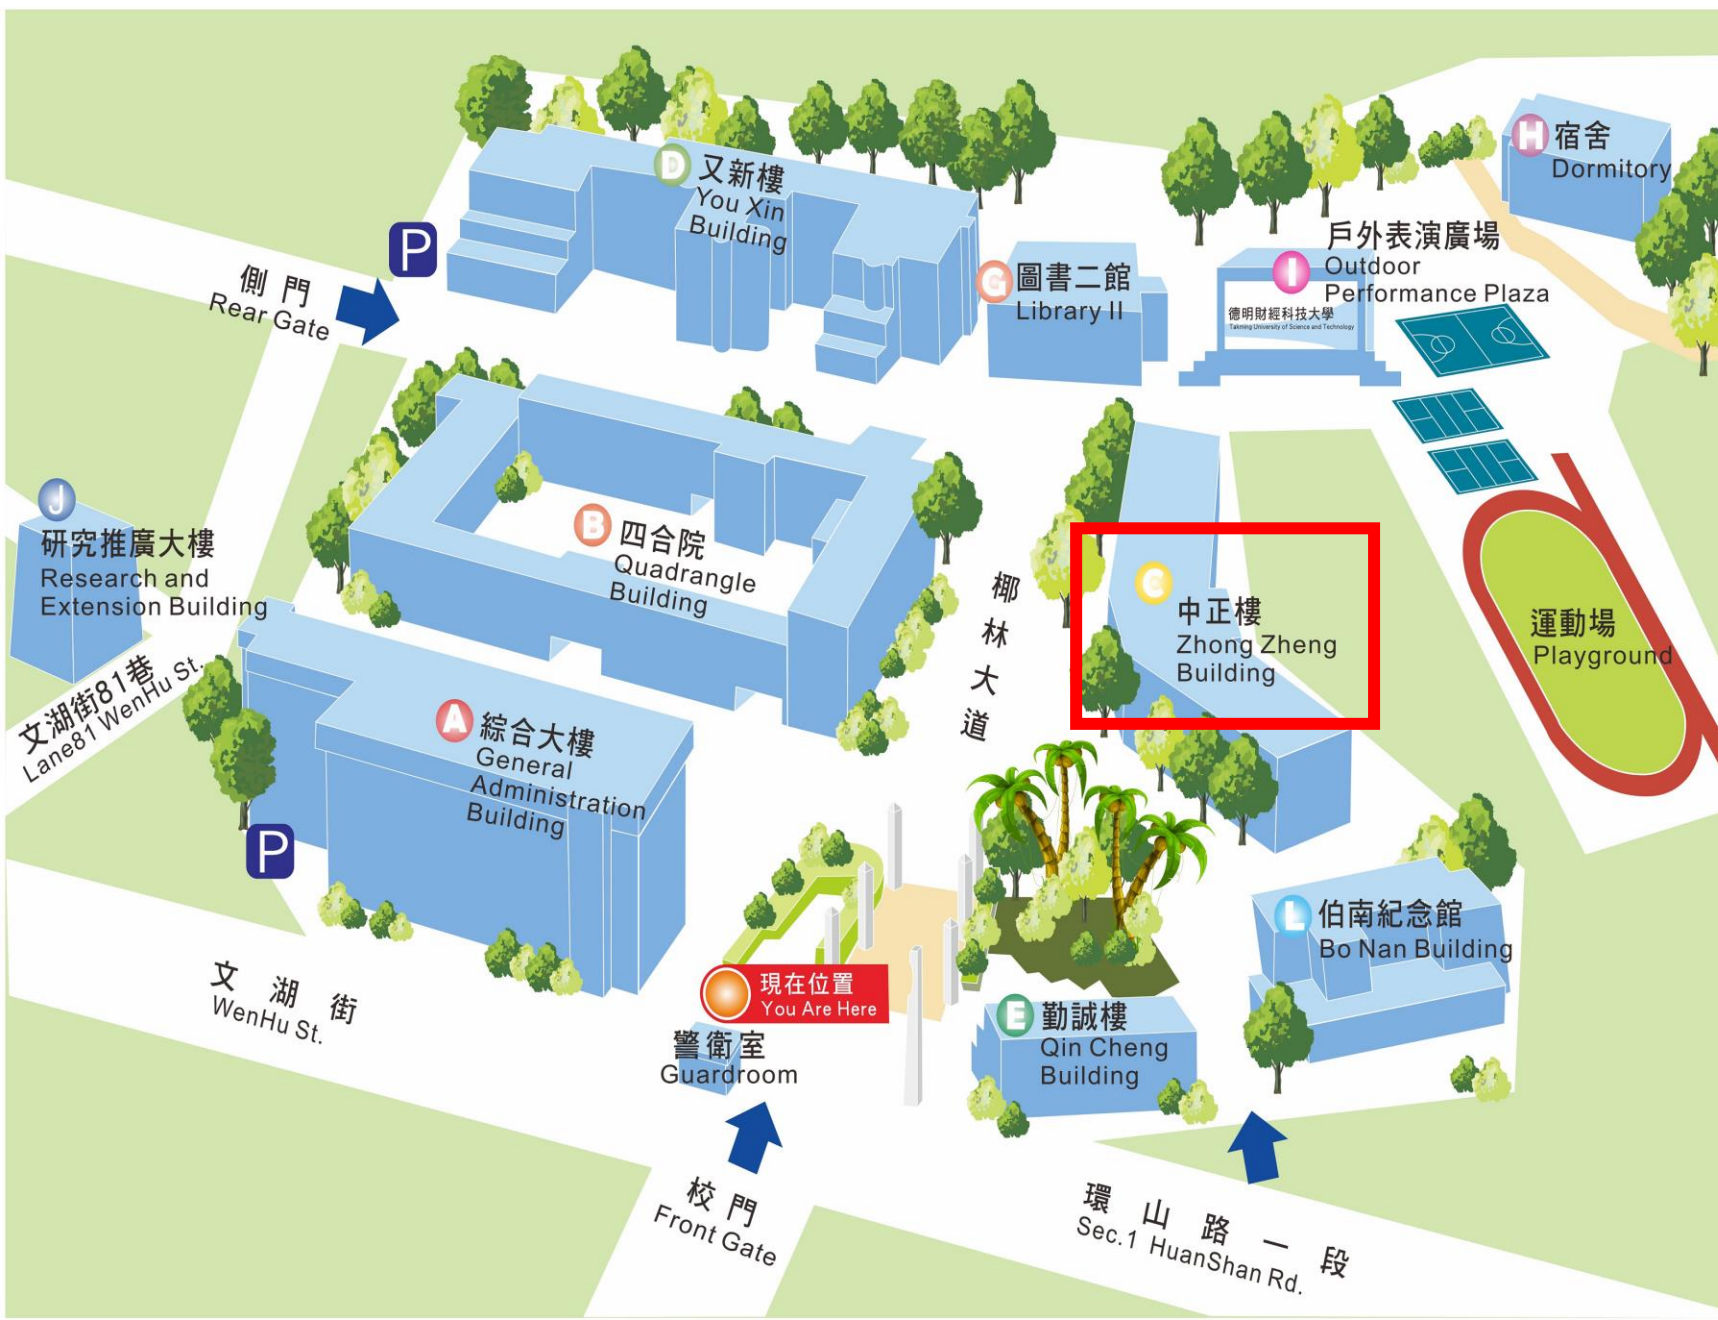 D
又新樓
You Xin
Building
H
宿舍
Dormitory
P
側門
Rear Gate
G
圖書二館
Library II
I
戶外表演廣場
Outdoor
Performance Plaza
德明財經科技大學
Takming University of Science and Technology
J
研究推廣大樓
Research and
Extension Building
B
四合院
Quadrangle
Building
椰林大道
C
中正樓
Zhong Zheng
Building
運動場
Playground
文湖街81巷
Lane81 WenHu St.
A
綜合大樓
General
Administration
Building
P
文湖街
WenHu St.
現在位置
You Are Here
警衛室
Guardroom
E
勤誠樓
Qin Cheng
Building
L
伯南紀念館
Bo Nan Building
校門
Front Gate
環山路一段
Sec.1 HuanShan Rd.